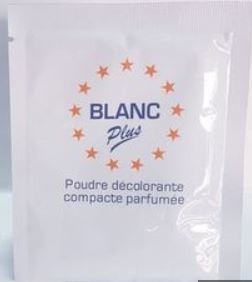 BLANC
Plus
Poudre décolorante
compacte parfumée